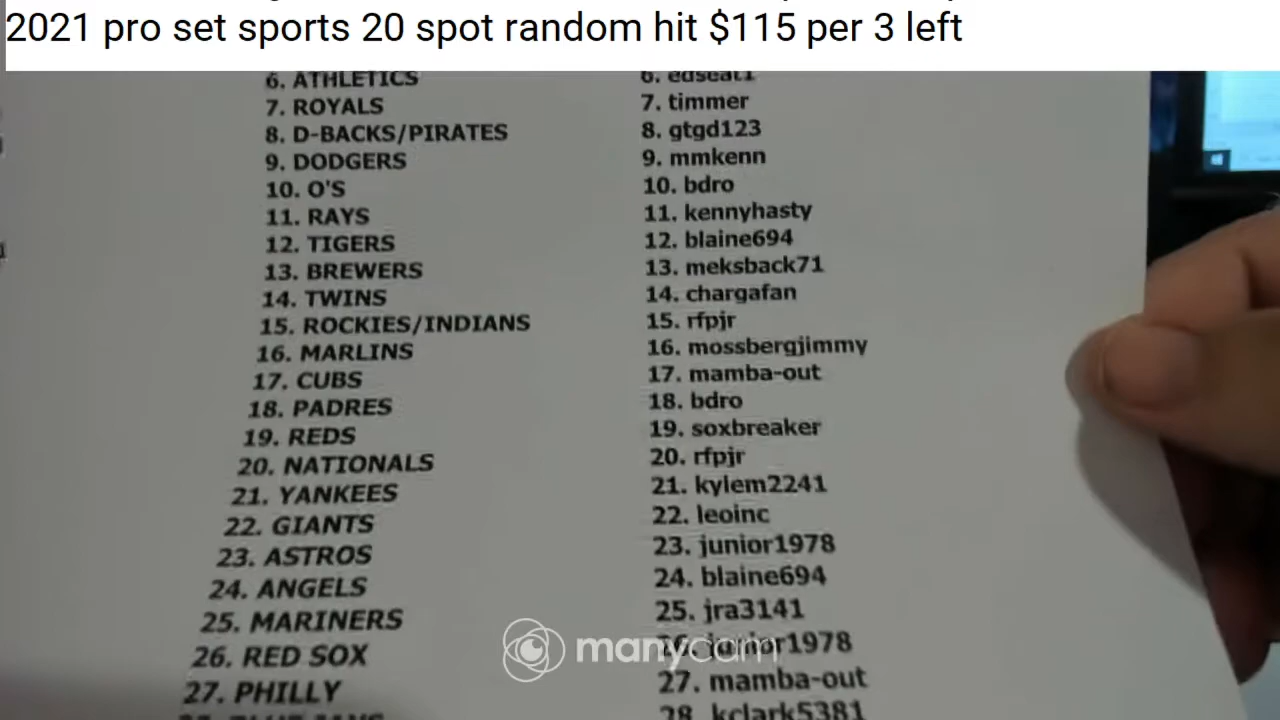 2021 pro set sports 20 spot random hit $115 per 3 left
6. ATHLETICS 6. edseat1
7. ROYALS 7. timmer
8. D-BACKS/PIRATES 8. gtgd123
9. DODGERS 9. mmkenn
10. O'S 10. bdro
11. RAYS 11. kennyhasty
12. TIGERS 12. blaine694
13. BREWERS 13. meksback71
14. TWINS 14. chargafan
15. ROCKIES/INDIANS 15. rfpjr
16. MARLINS 16. mossbergjimmy
17. CUBS 17. mamba-out
18. PADRES 18. bdro
19. REDS 19. soxbreaker
20. NATIONALS 20. rfpjr
21. YANKEES 21. kylem2241
22. GIANTS 22. leoinc
23. ASTROS 23. junior1978
24. ANGELS 24. blaine694
25. MARINERS 25. jra3141
26. RED SOX 26. junior1978
manycam
27. PHILLY 27. mamba-out
28. kclark5381